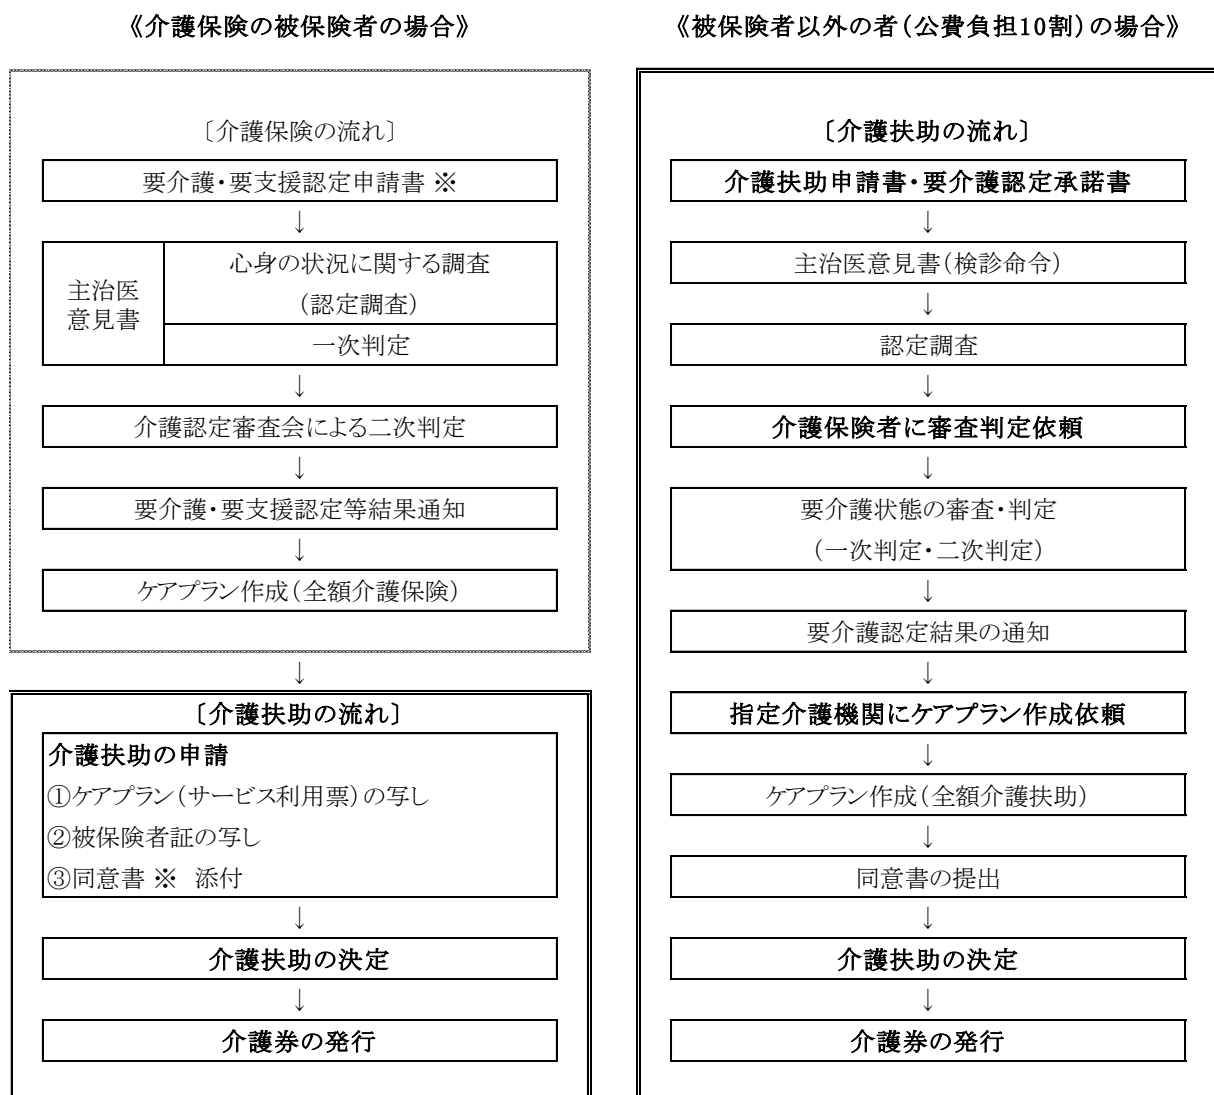 《介護保険の被保険者の場合》
〔介護保険の流れ〕
要介護・要支援認定申請書 ※
↓
主治医
意見書
心身の状況に関する調査
（認定調査）
一次判定
↓
介護認定審査会による二次判定
↓
要介護・要支援認定等結果通知
↓
ケアプラン作成（全額介護保険）
↓
〔介護扶助の流れ〕
介護扶助の申請
①ケアプラン（サービス利用票）の写し
②被保険者証の写し
③同意書 ※ 添付
↓
介護扶助の決定
↓
介護券の発行
《被保険者以外の者（公費負担10割）の場合》
〔介護扶助の流れ〕
介護扶助申請書・要介護認定承諾書
↓
主治医意見書（検診命令）
↓
認定調査
↓
介護保険者に審査判定依頼
↓
要介護状態の審査・判定
（一次判定・二次判定）
↓
要介護認定結果の通知
↓
指定介護機関にケアプラン作成依頼
↓
ケアプラン作成（全額介護扶助）
↓
同意書の提出
↓
介護扶助の決定
↓
介護券の発行